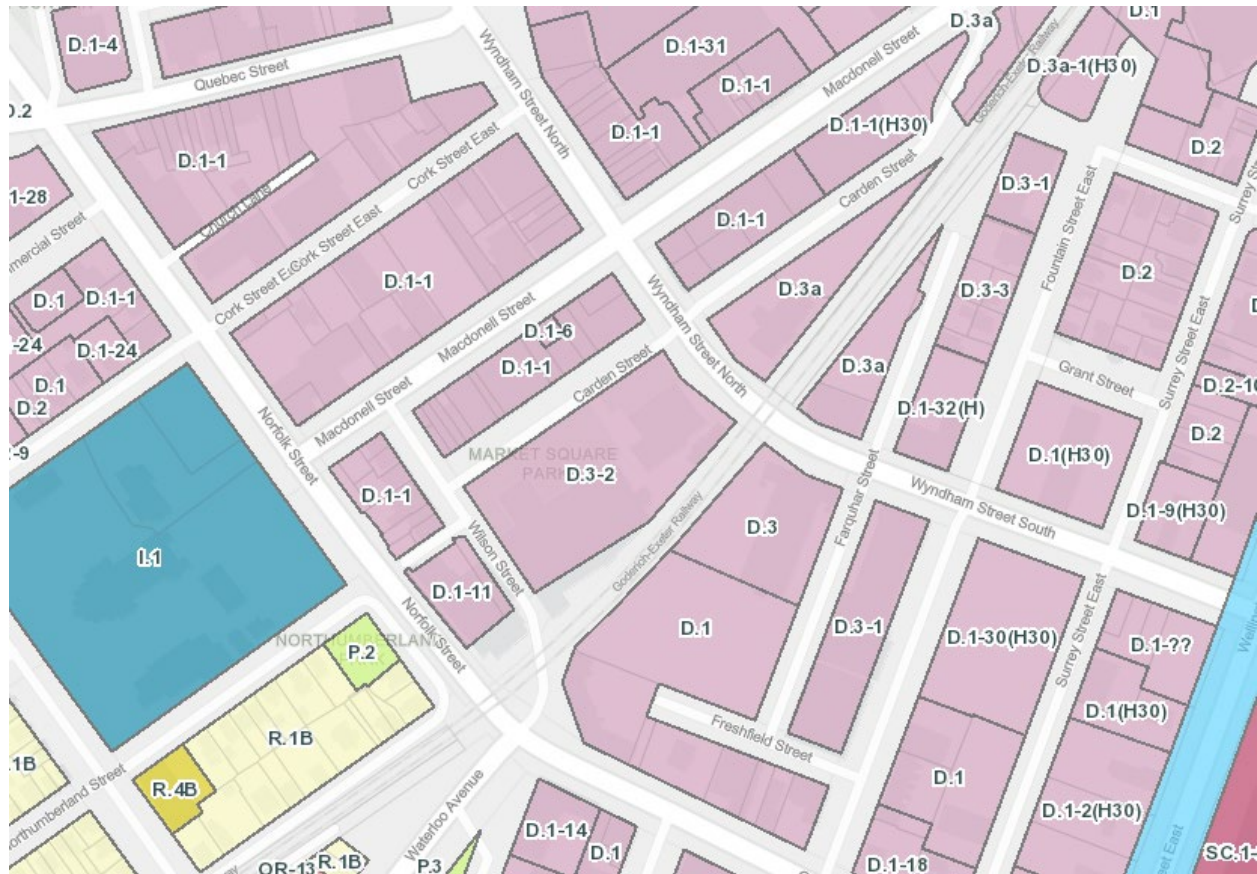 D.1
D.3a
D.1-4
D.1-31
Macdonell Street
Goderich-Exeter Railway
D.3a-1(H30)
Quebec Street
Wyndham Street North
D.1-1
D.2
D.1-1
D.1-1(H30)
D.2
D.1-1
Cork Street East
Carden Street
D.3-1
Fountain Street East
1-28
Church Lane
D.1-1
D.2
Cork Street East
D.1-1
D.3a
D.3-3
D.1
D.1-1
Wyndham Street North
Surrey Street East
D.1-6
Macdonell Street
D.1-1
-24
D.1-24
D.3a
Grant Street
D.1
Carden Street
D.2
D.1-32(H)
D.2
Norfolk Street
Macdonell Street
MARKET SQUARE
PARK
D.3-2
D.1(H30)
-9
D.1-1
Wyndham Street South
D.1-9(H30)
Farquhar Street
D.3
I.1
Wilson Street
Goderich-Exeter Railway
D.1-11
Norfolk Street
Surrey Street East
D.1
D.3-1
D.1-30(H30)
D.1-??
NORTHUMBERLAND
P.2
D.1(H30)
Freshfield Street
R.1B
.1B
R.4B
D.1
D.1-2(H30)
Northumberland Street
Waterloo Avenue
D.1-14
D.1
OR-13
R.1B
P.3
D.1-18
SC.1-